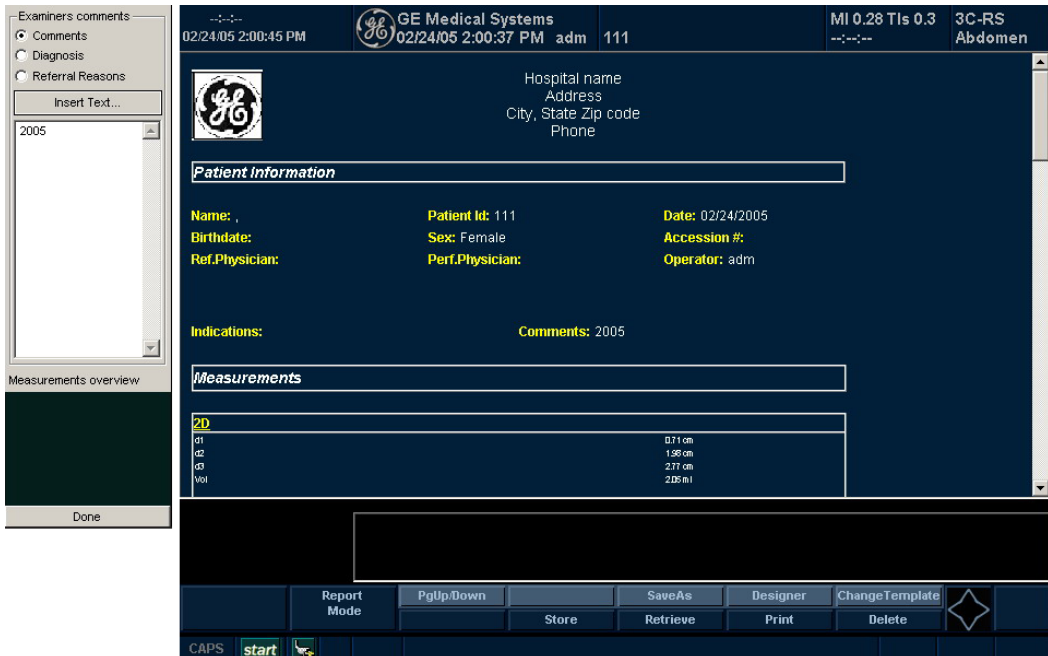 Examiners comments
Comments
Diagnosis
Referral Reasons
Insert Text...
2005
Measurements overview
Done
--:--:--
02/24/05 2:00:45 PM
GE Medical Systems
02/24/05 2:00:37 PM adm 111
MI 0.28 TIs 0.3
--:--:--
3C-RS
Abdomen
Hospital name
Address
City, State Zip code
Phone
Patient Information
Name: , Patient Id: 111 Date: 02/24/2005
Birthdate: Sex: Female Accession #:
Ref.Physician: Perf.Physician: Operator: adm
Indications: Comments: 2005
Measurements
2D
d1 0.71 cm
d2 1.98 cm
d3 2.77 cm
Vol 2.05 ml
Report Mode
PgUp/Down SaveAs Designer ChangeTemplate
Store Retrieve Print Delete
CAPS start